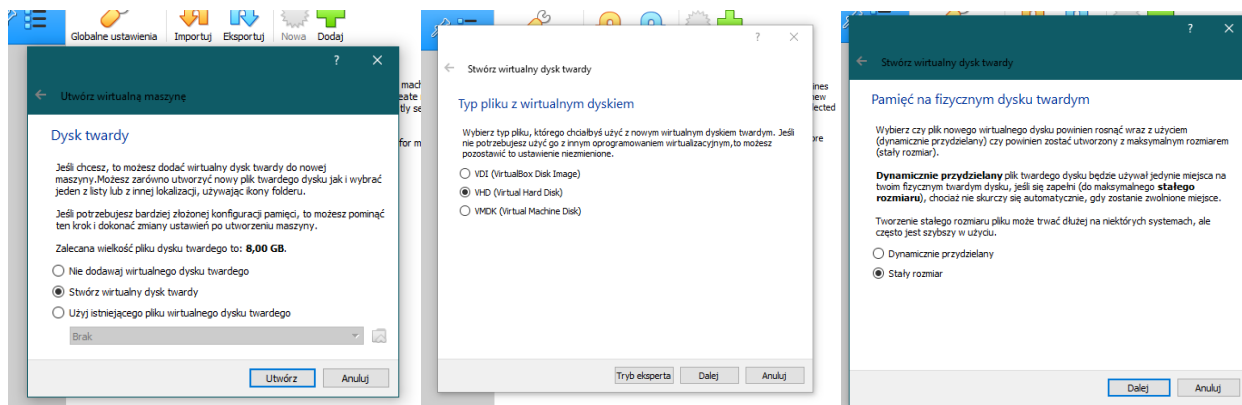 Globalne ustawienia Importuj Eksportuj Nowa Dodaj
? ×
← Utwórz wirtualną maszynę
Dysk twardy
Jeśli chcesz, to możesz dodać wirtualny dysk twardy do nowej
maszyny.Możesz zarówno utworzyć nowy plik twardego dysku jak i wybrać
jeden z listy lub z innej lokalizacji, używając ikony folderu.
Jeśli potrzebujesz bardziej złożonej konfiguracji pamięci, to możesz pominąć
ten krok i dokonać zmiany ustawień po utworzeniu maszyny.
Zalecana wielkość pliku dysku twardego to: 8,00 GB.
Nie dodawaj wirtualnego dysku twardego
Stwórz wirtualny dysk twardy
Użyj istniejącego pliku wirtualnego dysku twardego
Brak
Utwórz Anuluj
mach
eate
tly se
for m
? ×
← Stwórz wirtualny dysk twardy
Typ pliku z wirtualnym dyskiem
Wybierz typ pliku, którego chciałbyś użyć z nowym wirtualnym dyskiem twardym. Jeśli
nie potrzebujesz użyć go z innym oprogramowaniem wirtualizacyjnym,to możesz
pozostawić to ustawienie niezmienione.
VDI (VirtualBox Disk Image)
VHD (Virtual Hard Disk)
VMDK (Virtual Machine Disk)
Tryb eksperta Dalej Anuluj
ines
new
lected
ore
? ×
← Stwórz wirtualny dysk twardy
Pamięć na fizycznym dysku twardym
Wybierz czy plik nowego wirtualnego dysku powinien rosnąć wraz z użyciem
(dynamicznie przydzielany) czy powinien zostać utworzony z maksymalnym rozmiarem
(stały rozmiar).
Dynamicznie przydzielany plik twardego dysku będzie używał jedynie miejsca na
twoim fizycznym twardym dysku, jeśli się zapełni (do maksymalnego stałego
rozmiaru), chociaż nie skurczy się automatycznie, gdy zostanie zwolnione miejsce.
Tworzenie stałego rozmiaru pliku może trwać dłużej na niektórych systemach, ale
często jest szybszy w użyciu.
Dynamicznie przydzielany
Stały rozmiar
Dalej Anuluj